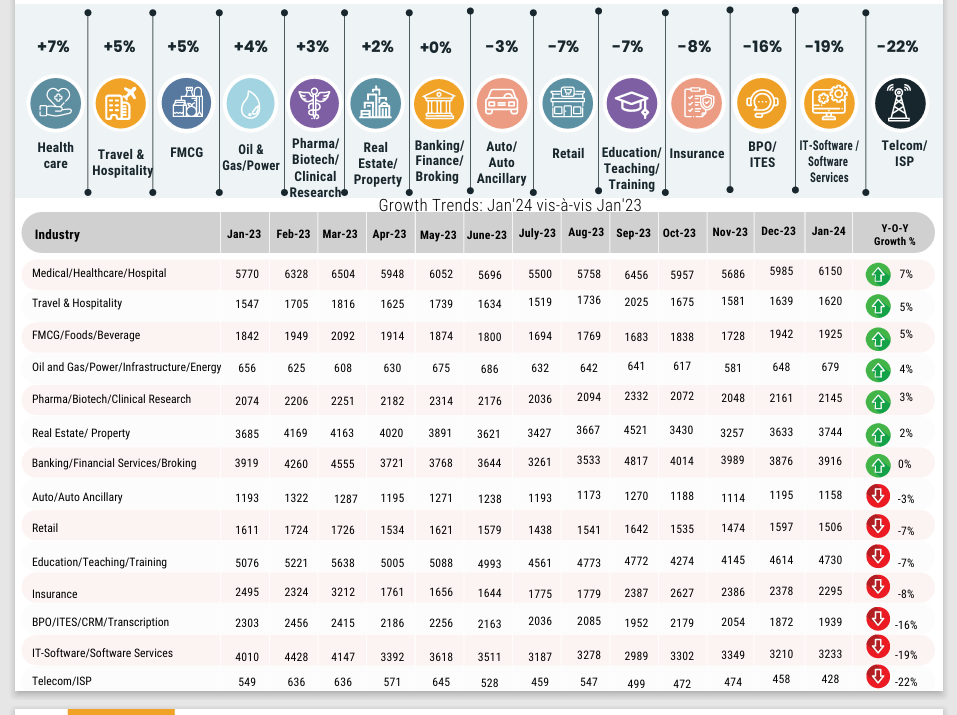 +7% +5% +5% +4% +3% +2% +0% -3% -7% -7% -8% -16% -19% -22%
Health care
Travel & Hospitality
FMCG
Oil & Gas/Power
Pharma/ Biotech/ Clinical Research
Real Estate/ Property
Banking/ Finance/ Broking
Auto/ Auto Ancillary
Retail
Education/ Teaching/ Training
Insurance
BPO/ ITES
IT-Software / Software Services
Telcom/ ISP
Growth Trends: Jan'24 vis-à-vis Jan'23
Industry Jan-23 Feb-23 Mar-23 Apr-23 May-23 June-23 July-23 Aug-23 Sep-23 Oct-23 Nov-23 Dec-23 Jan-24 Y-O-Y Growth %
Medical/Healthcare/Hospital 5770 6328 6504 5948 6052 5696 5500 5758 6456 5957 5686 5985 6150 7%
Travel & Hospitality 1547 1705 1816 1625 1739 1634 1519 1736 2025 1675 1581 1639 1620 5%
FMCG/Foods/Beverage 1842 1949 2092 1914 1874 1800 1694 1769 1683 1838 1728 1942 1925 5%
Oil and Gas/Power/Infrastructure/Energy 656 625 608 630 675 686 632 642 641 617 581 648 679 4%
Pharma/Biotech/Clinical Research 2074 2206 2251 2182 2314 2176 2036 2094 2332 2072 2048 2161 2145 3%
Real Estate/ Property 3685 4169 4163 4020 3891 3621 3427 3667 4521 3430 3257 3633 3744 2%
Banking/Financial Services/Broking 3919 4260 4555 3721 3768 3644 3261 3533 4817 4014 3989 3876 3916 0%
Auto/Auto Ancillary 1193 1322 1287 1195 1271 1238 1193 1173 1270 1188 1114 1195 1158 -3%
Retail 1611 1724 1726 1534 1621 1579 1438 1541 1642 1535 1474 1597 1506 -7%
Education/Teaching/Training 5076 5221 5638 5005 5088 4993 4561 4773 4772 4274 4145 4614 4730 -7%
Insurance 2495 2324 3212 1761 1656 1644 1775 1779 2387 2627 2386 2378 2295 -8%
BPO/ITES/CRM/Transcription 2303 2456 2415 2186 2256 2163 2036 2085 1952 2179 2054 1872 1939 -16%
IT-Software/Software Services 4010 4428 4147 3392 3618 3511 3187 3278 2989 3302 3349 3210 3233 -19%
Telecom/ISP 549 636 636 571 645 528 459 547 499 472 474 458 428 -22%